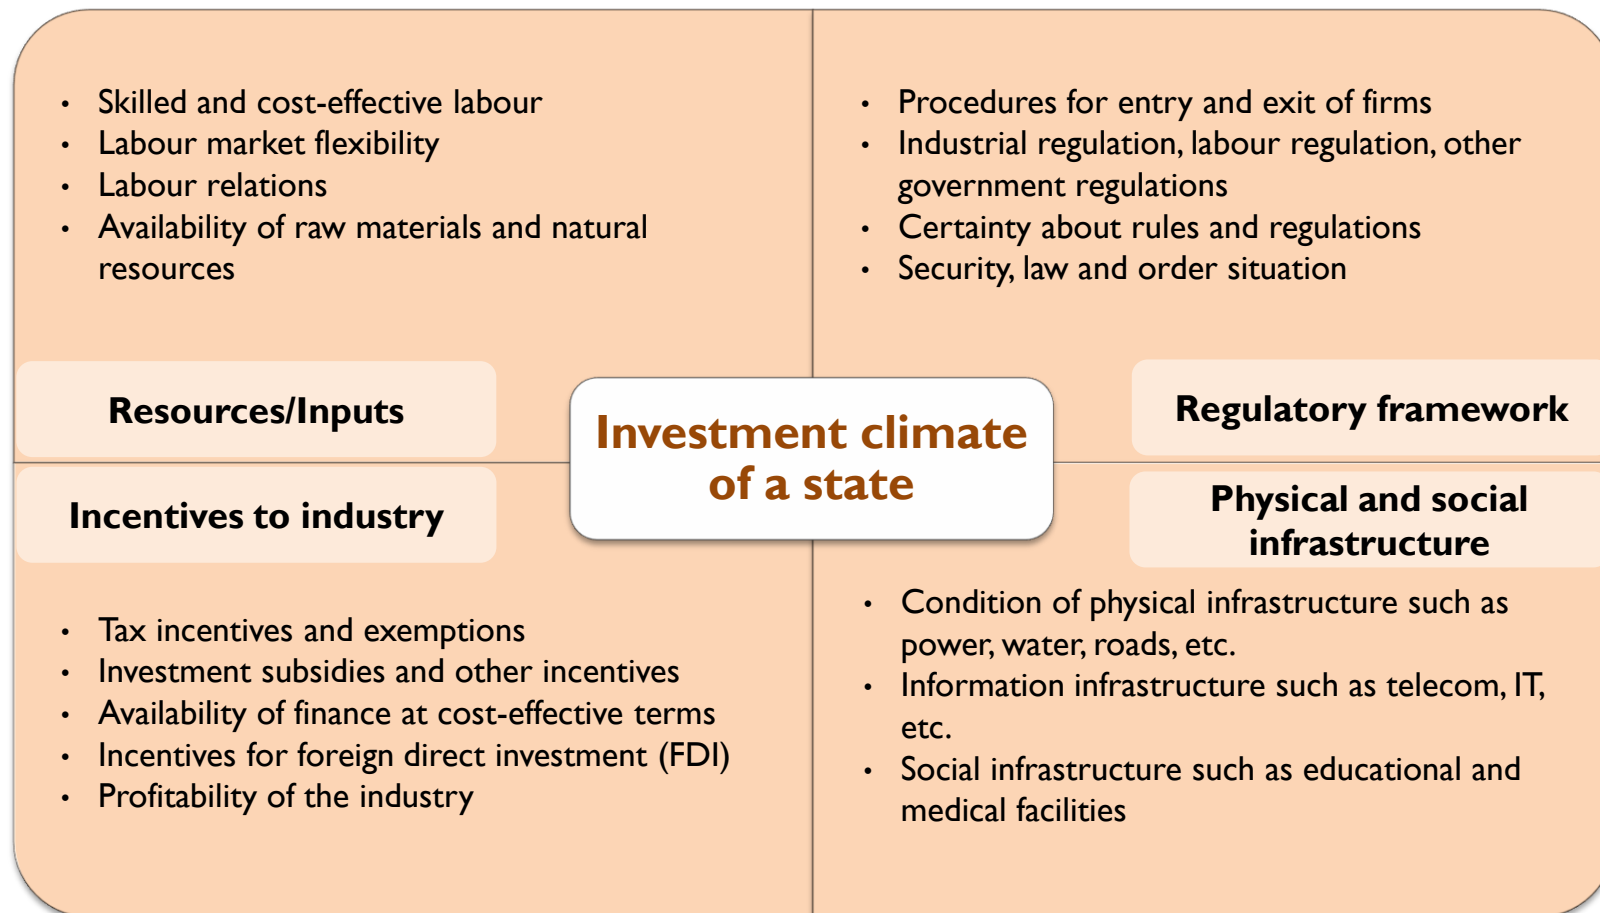 • Skilled and cost-effective labour
• Labour market flexibility
• Labour relations
• Availability of raw materials and natural
resources
Resources/Inputs
• Procedures for entry and exit of firms
• Industrial regulation, labour regulation, other
government regulations
• Certainty about rules and regulations
• Security, law and order situation
Regulatory framework
Investment climate
of a state
Incentives to industry
• Tax incentives and exemptions
• Investment subsidies and other incentives
• Availability of finance at cost-effective terms
• Incentives for foreign direct investment (FDI)
• Profitability of the industry
Physical and social
infrastructure
• Condition of physical infrastructure such as
power, water, roads, etc.
• Information infrastructure such as telecom, IT,
etc.
• Social infrastructure such as educational and
medical facilities